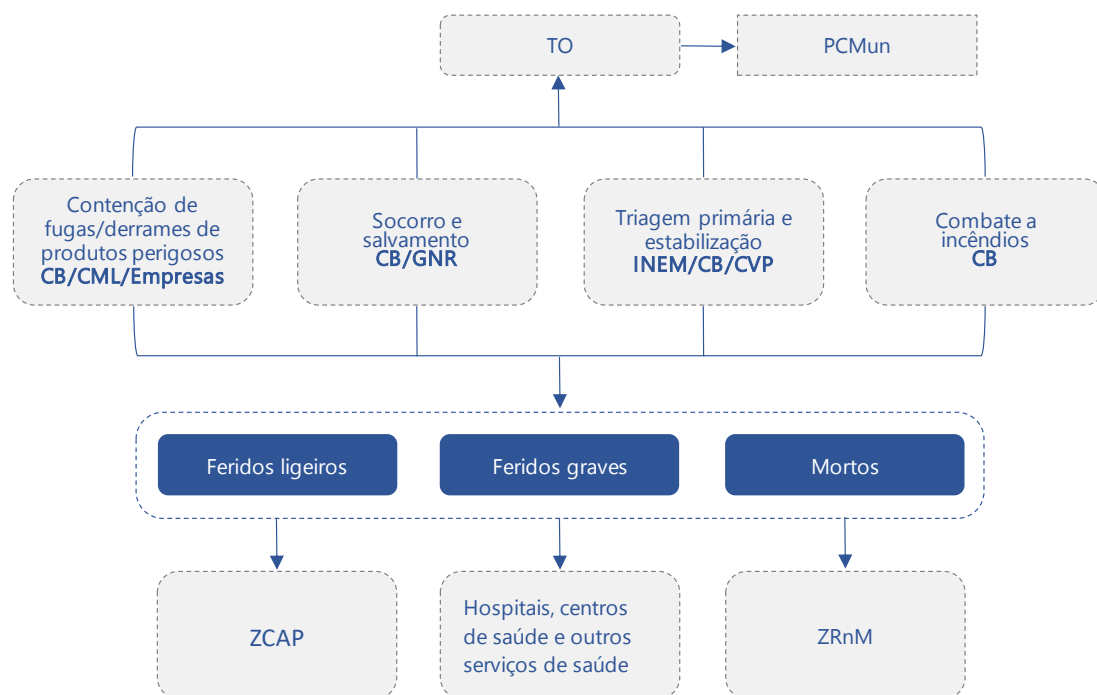 TO
PCMun
Contenção de
fugas/derrames de
produtos perigosos
CB/CML/Empresas
Socorro e
salvamento
CB/GNR
Triagem primária e
estabilização
INEM/CB/CVP
Combate a
incêndios
CB
Feridos ligeiros
Feridos graves
Mortos
ZCAP
Hospitais, centros
de saúde e outros
serviços de saúde
ZRnM